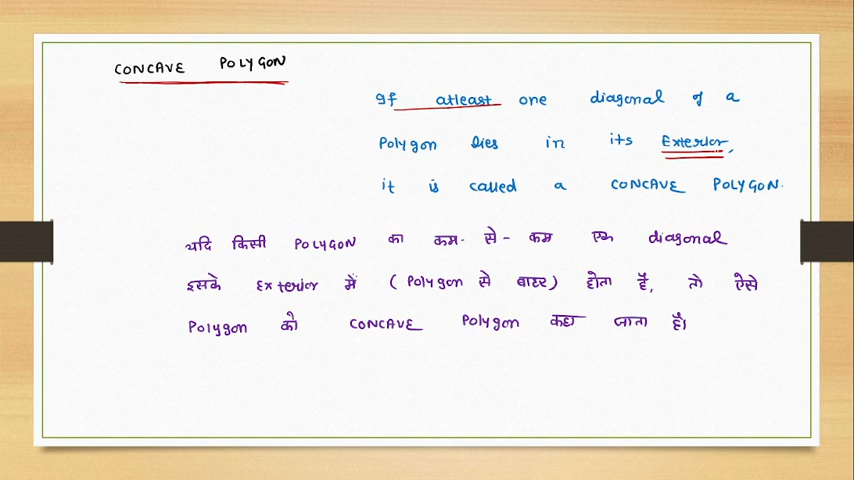 CONCAVE POLYGON
If atleast one diagonal of a
Polygon lies in its Exterior,
it is called a CONCAVE POLYGON.
यदि किसी POLYGON का कम-से-कम एक diagonal
इसके Exterior में (Polygon से बाहर) होता है, तो ऐसे
Polygon को CONCAVE Polygon कहा जाता है।